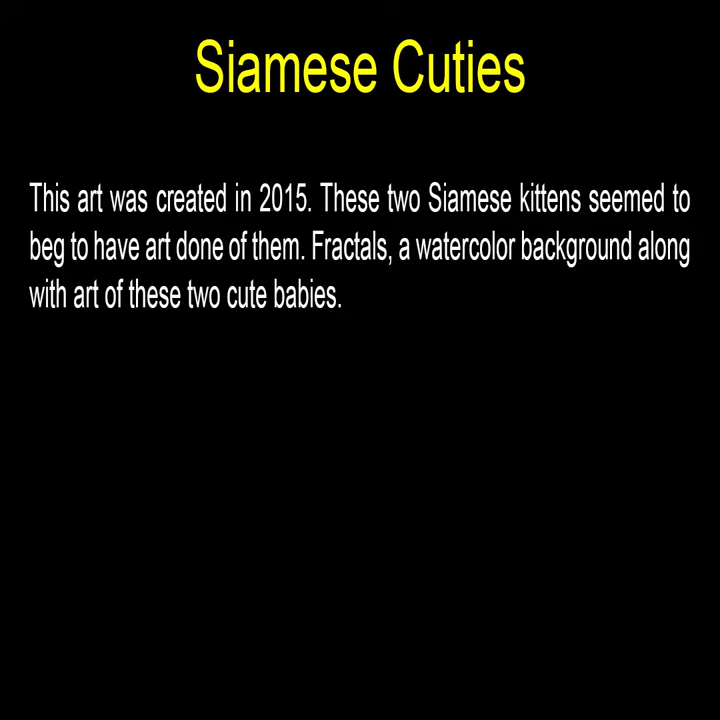 Siamese Cuties
This art was created in 2015. These two Siamese kittens seemed to
beg to have art done of them. Fractals, a watercolor background along
with art of these two cute babies.